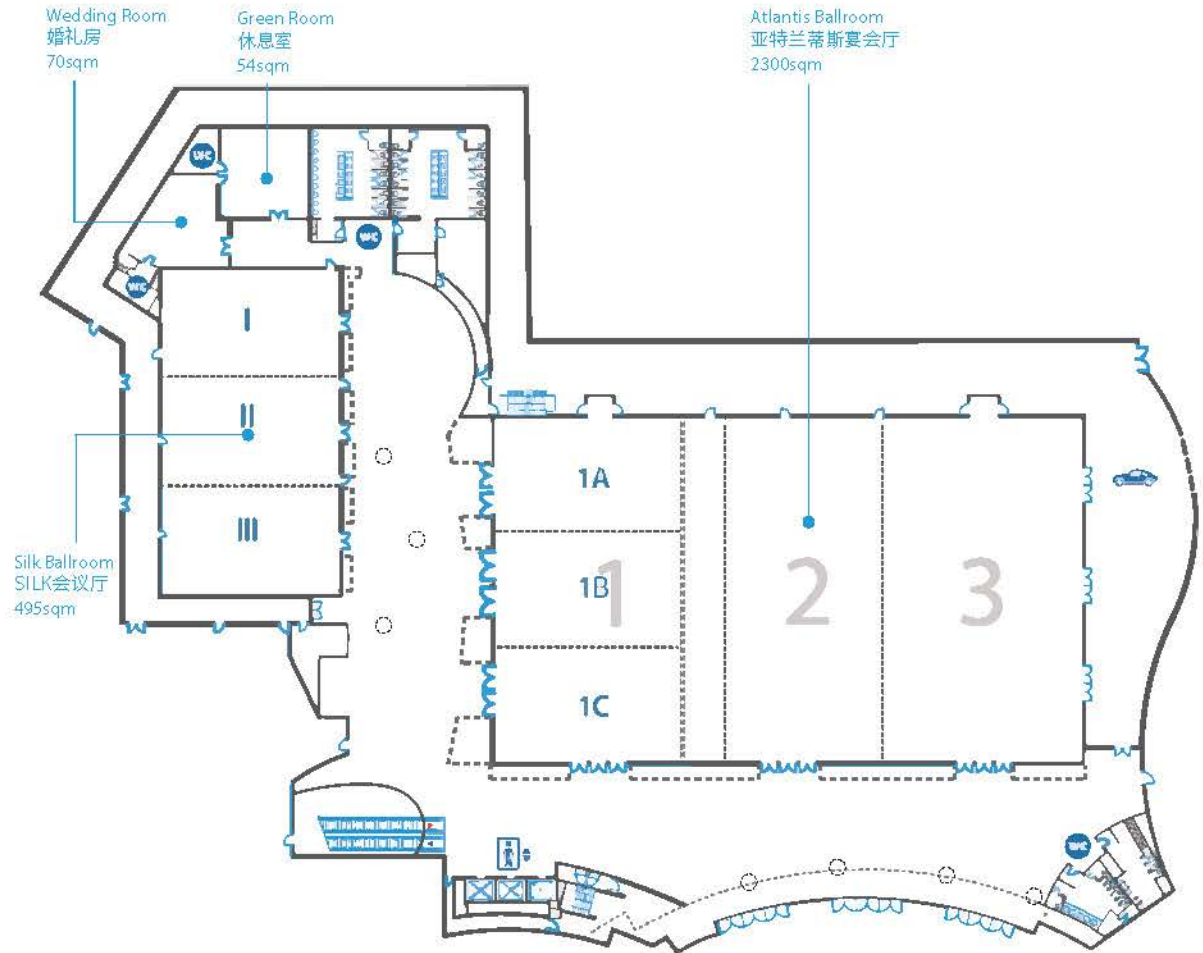 Wedding Room
婚礼房
70sqm
Green Room
休息室
54sqm
Atlantis Ballroom
亚特兰蒂斯宴会厅
2300sqm
WC
WC
WC
I
II
III
Silk Ballroom
SILK会议厅
495sqm
1A
1B
1C
1
2
3
WC